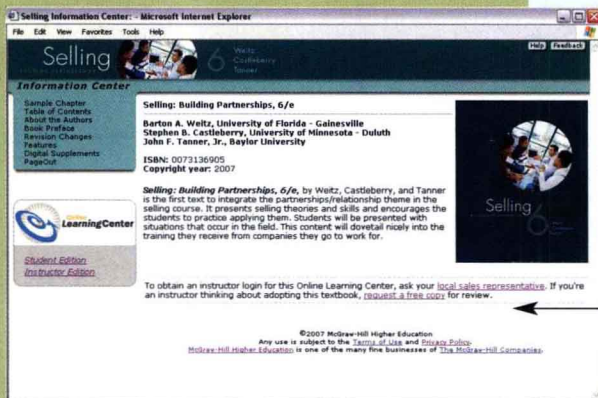 Selling Information Center: - Microsoft Internet Explorer
File Edit View Favorites Tools Help
Selling
6
Weitz
Castleberry
Tanner
Help Feedback
Information Center
Sample Chapter
Table of Contents
About the Authors
Book Preface
Revision Changes
Features
Digital Supplements
PageOut
Online
LearningCenter
Student Edition
Instructor Edition
Selling: Building Partnerships, 6/e
Barton A. Weitz, University of Florida - Gainesville
Stephen B. Castleberry, University of Minnesota - Duluth
John F. Tanner, Jr., Baylor University
ISBN: 0073136905
Copyright year: 2007
Selling: Building Partnerships, 6/e, by Weitz, Castleberry, and Tanner
is the first text to integrate the partnerships/relationship theme in the
selling course. It presents selling theories and skills and encourages the
students to practice applying them. Students will be presented with
situations that occur in the field. This content will dovetail nicely into the
training they receive from companies they go to work for.
Selling
6
To obtain an instructor login for this Online Learning Center, ask your local sales representative. If you're
an instructor thinking about adopting this textbook, request a free copy for review.
©2007 McGraw-Hill Higher Education
Any use is subject to the Terms of Use and Privacy Policy.
McGraw-Hill Higher Education is one of the many fine businesses of The McGraw-Hill Companies.